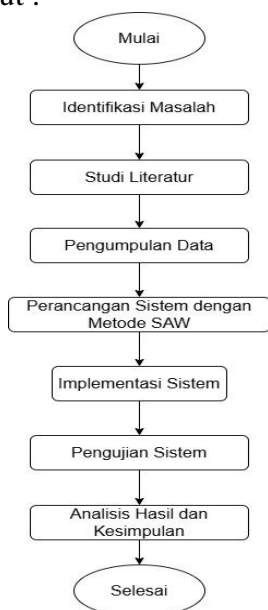 ut :
Mulai
Identifikasi Masalah
Studi Literatur
Pengumpulan Data
Perancangan Sistem dengan
Metode SAW
Implementasi Sistem
Pengujian Sistem
Analisis Hasil dan
Kesimpulan
Selesai